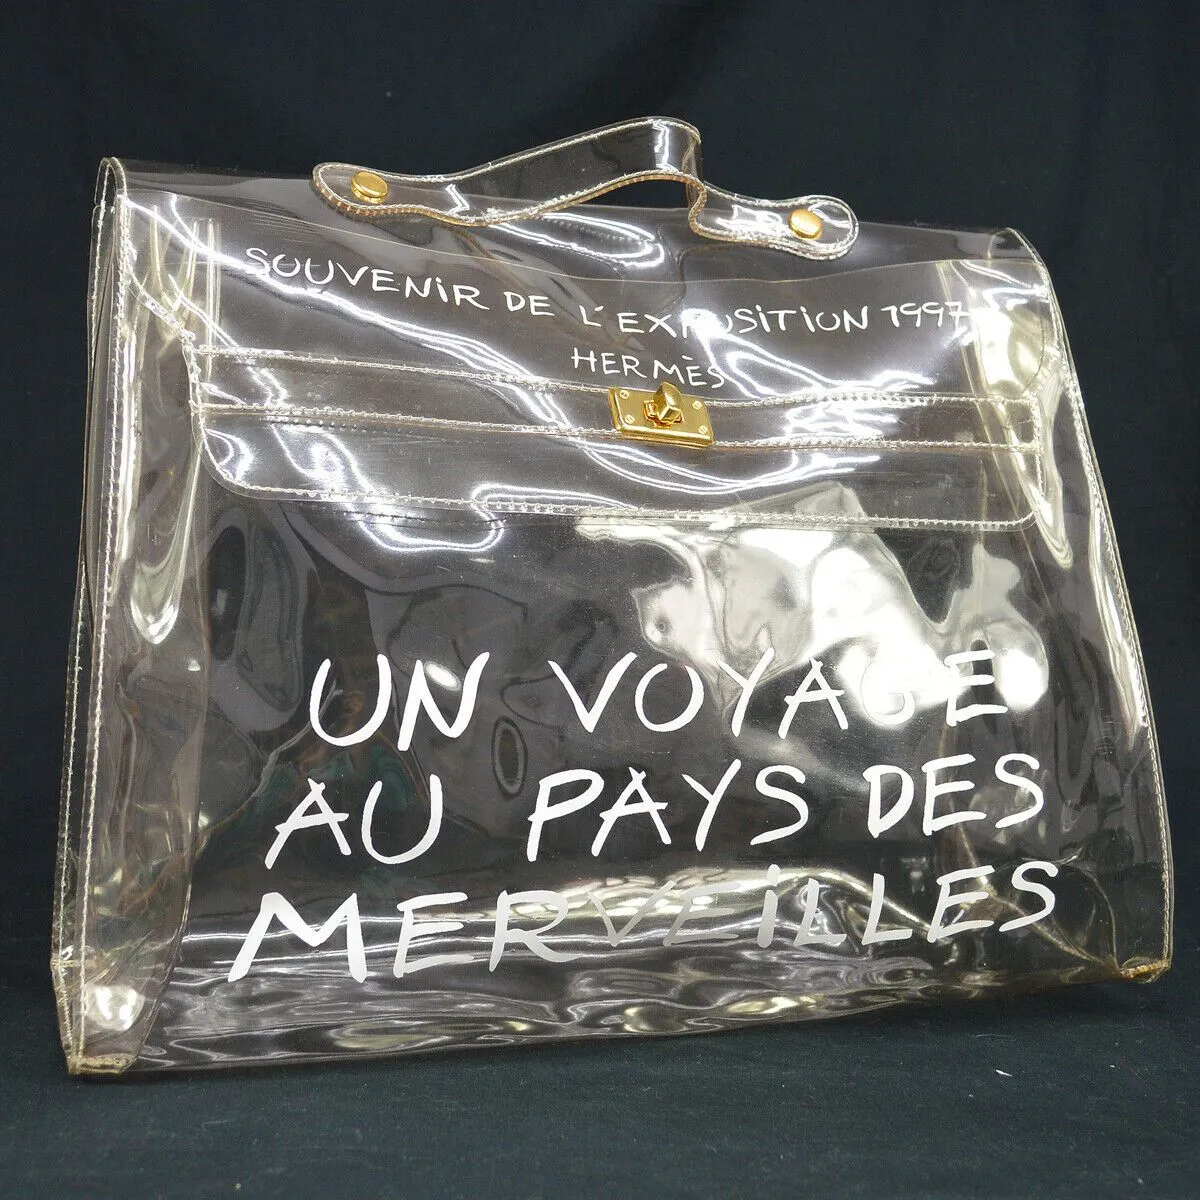 SOUVENiR DE L'EXPOSiTiON 1997
HERMÈS
UN VOYAGE
AU PAYS DES
MERVEiLLES